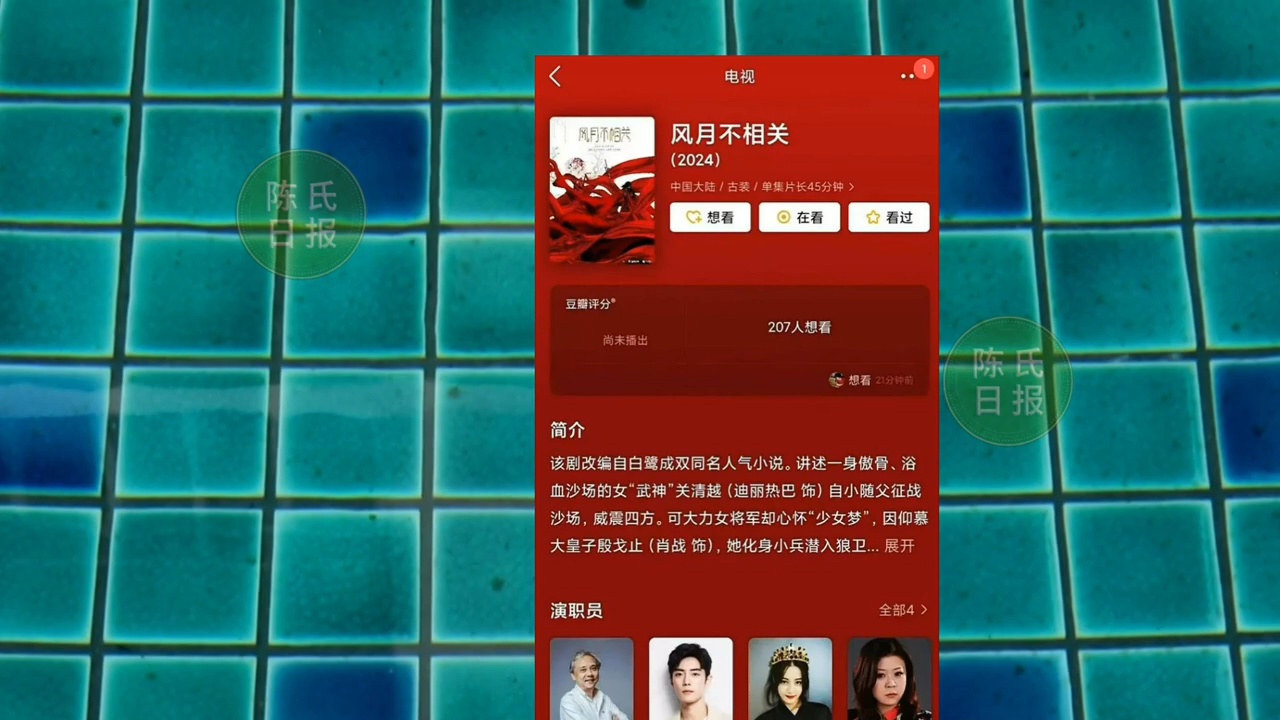 电视
1
风月不相关
风月不相关
(2024)
中国大陆 / 古装 / 单集片长45分钟 >
想看
在看
看过
豆瓣评分
尚未播出
207人想看
想看 21分钟前
简介
该剧改编自白鹭成双同名人气小说。讲述一身傲骨、浴
血沙场的女“武神”关清越（迪丽热巴 饰）自小随父征战
沙场，威震四方。可大力女将军却心怀“少女梦”，因仰慕
大皇子殷戈止（肖战 饰），她化身小兵潜入狼卫... 展开
演职员
全部4 >
陈氏
日报
陈氏
日报